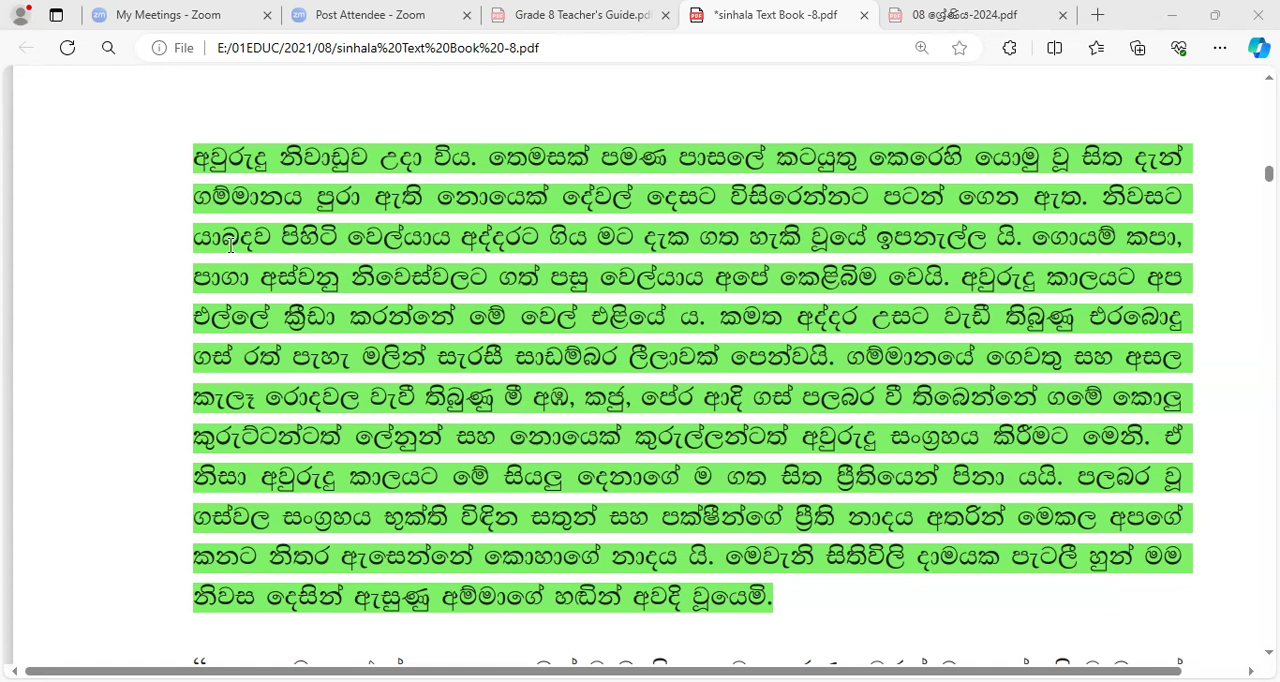 My Meetings - Zoom
Post Attendee - Zoom
Grade 8 Teacher's Guide.pd
*sinhala Text Book -8.pdf
08 ශ්‍රේණිය-2024.pdf
File
E:/01EDUC/2021/08/sinhala%20Text%20Book%20-8.pdf
අවුරුදු නිවාඩුව උදා විය. තෙමසක් පමණ පාසලේ කටයුතු කෙරෙහි යොමු වූ සිත දැන්
ගම්මානය පුරා ඇති නොයෙක් දේවල් දෙසට විසිරෙන්නට පටන් ගෙන ඇත. නිවසට
යාබදව පිහිටි වෙල්යාය අද්දරට ගිය මට දැක ගත හැකි වූයේ ඉපනැල්ල යි. ගොයම් කපා,
පාගා අස්වනු නිවෙස්වලට ගත් පසු වෙල්යාය අපේ කෙළිබිම වෙයි. අවුරුදු කාලයට අප
එල්ලේ ක්‍රීඩා කරන්නේ මේ වෙල් එළියේ ය. කමත අද්දර උසට වැඩී තිබුණු එරබොදු
ගස් රත් පැහැ මලින් සැරසී සාඩම්බර ලීලාවක් පෙන්වයි. ගම්මානයේ ගෙවතු සහ අසල
කැලෑ රොදවල වැවී තිබුණු මී අඹ, කජු, පේර ආදි ගස් පලබර වී තිබෙන්නේ ගමේ කොලු
කුරුට්ටන්ටත් ලේනුන් සහ නොයෙක් කුරුල්ලන්ටත් අවුරුදු සංග්‍රහය කිරීමට මෙනි. ඒ
නිසා අවුරුදු කාලයට මේ සියලු දෙනාගේ ම ගත සිත ප්‍රීතියෙන් පිනා යයි. පලබර වූ
ගස්වල සංග්‍රහය භුක්ති විඳින සතුන් සහ පක්ෂීන්ගේ ප්‍රීති නාදය අතරින් මෙකල අපගේ
කනට නිතර ඇසෙන්නේ කොහාගේ නාදය යි. මෙවැනි සිතිවිලි දාමයක පැටලී හුන් මම
නිවස දෙසින් ඇසුණු අම්මාගේ හඬින් අවදි වූයෙමි.